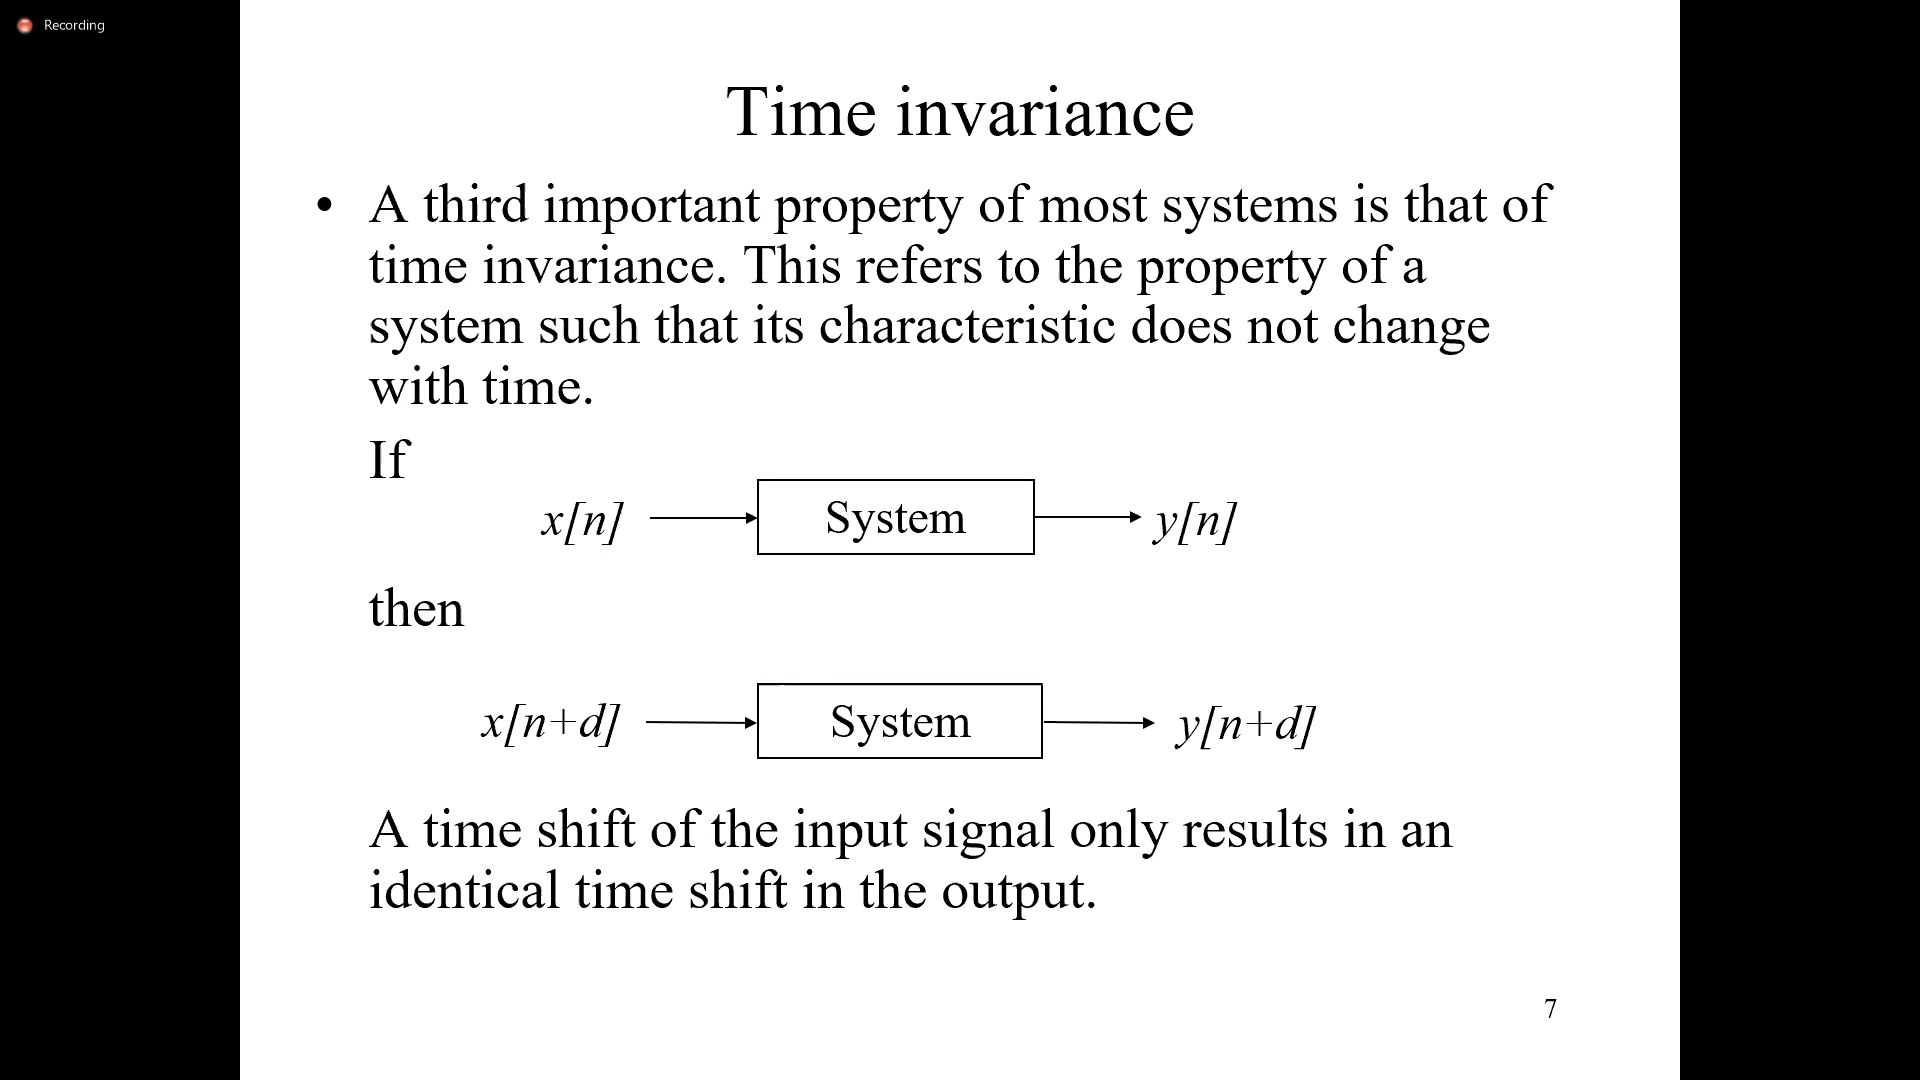 Recording
Time invariance
• A third important property of most systems is that of
time invariance. This refers to the property of a
system such that its characteristic does not change
with time.
If
x[n] System y[n]
then
x[n+d] System y[n+d]
A time shift of the input signal only results in an
identical time shift in the output.
7